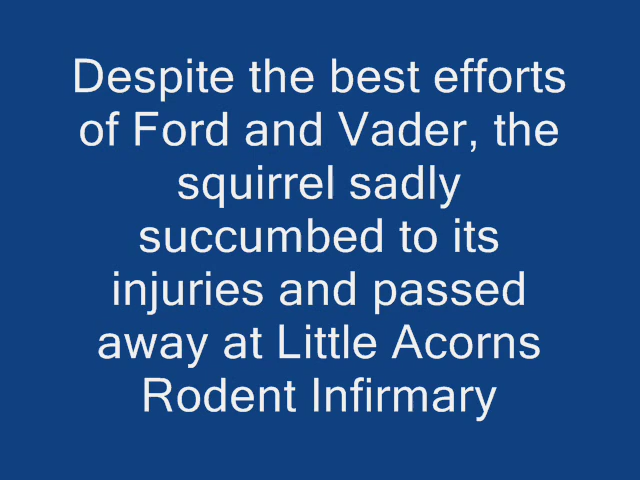 Despite the best efforts
of Ford and Vader, the
squirrel sadly
succumbed to its
injuries and passed
away at Little Acorns
Rodent Infirmary